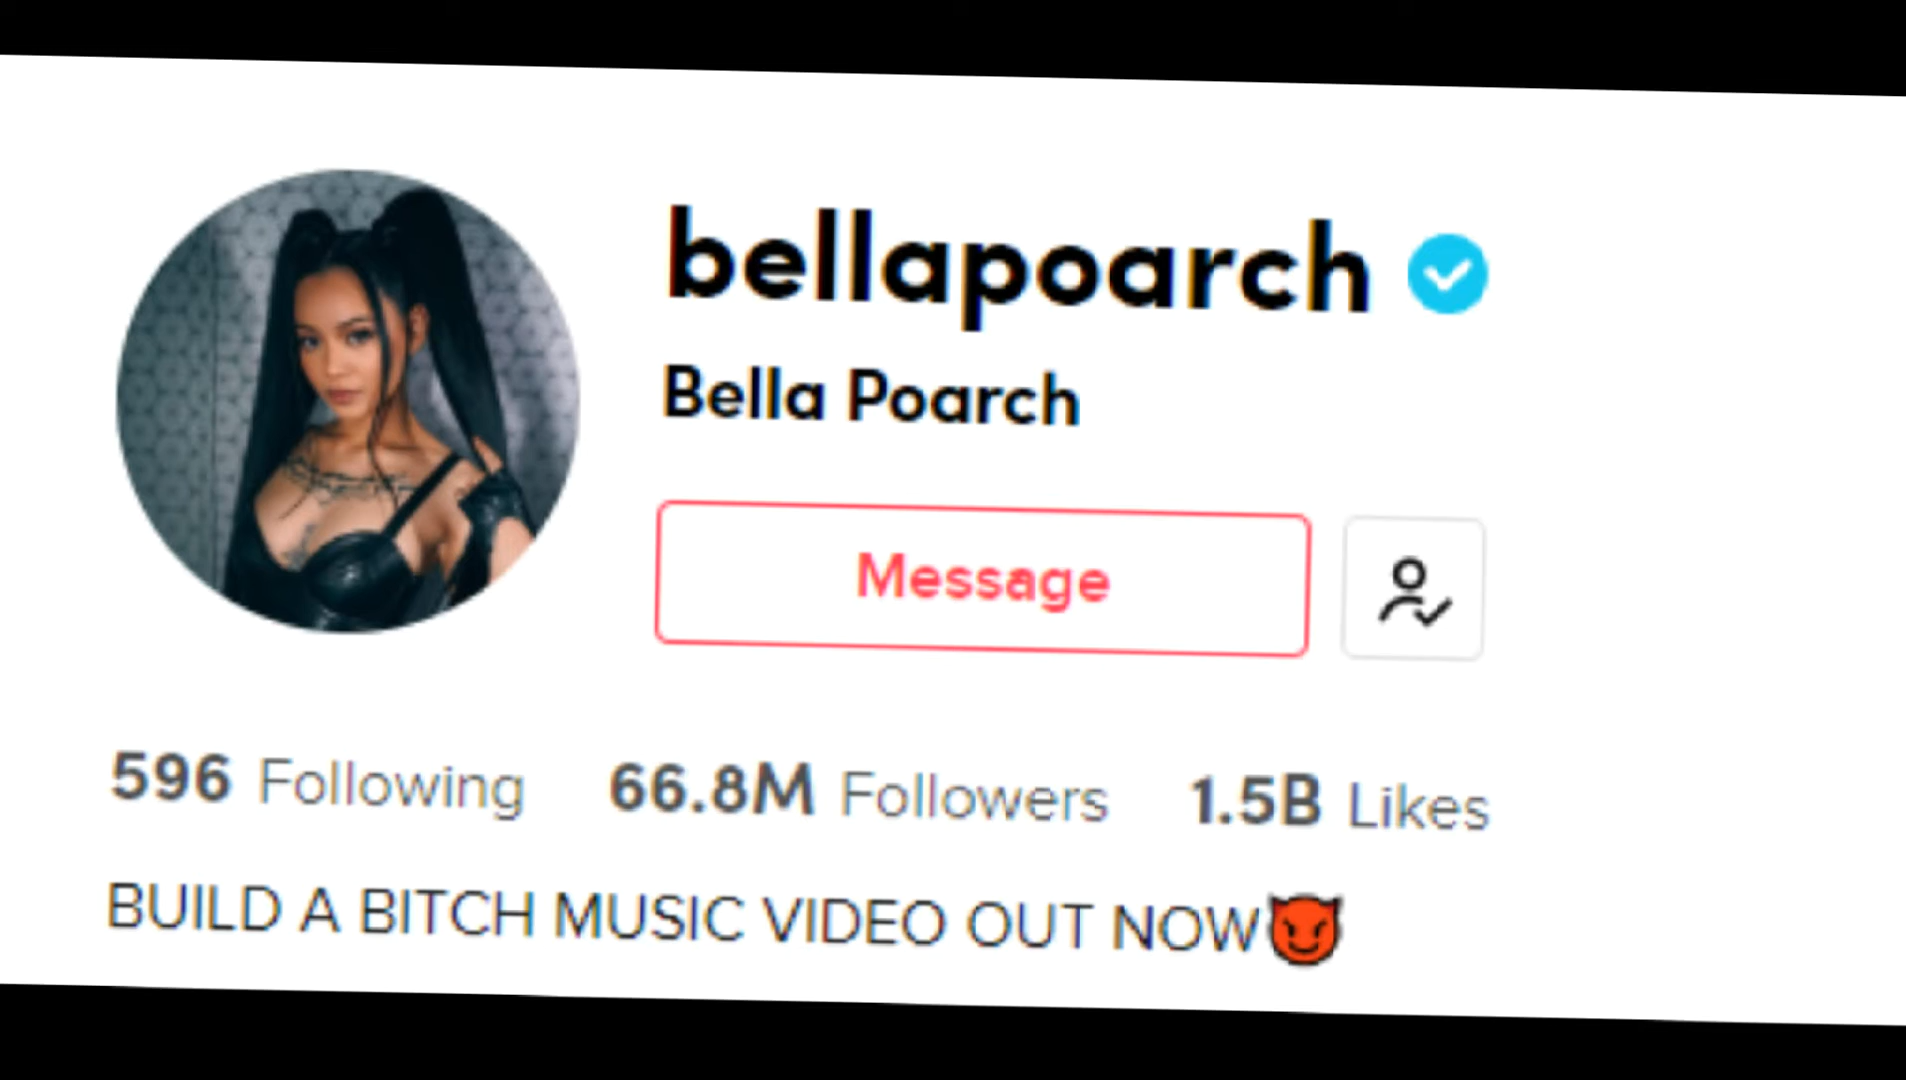 bellapoarch
Bella Poarch
Message
596 Following 66.8M Followers 1.5B Likes
BUILD A BITCH MUSIC VIDEO OUT NOW😈